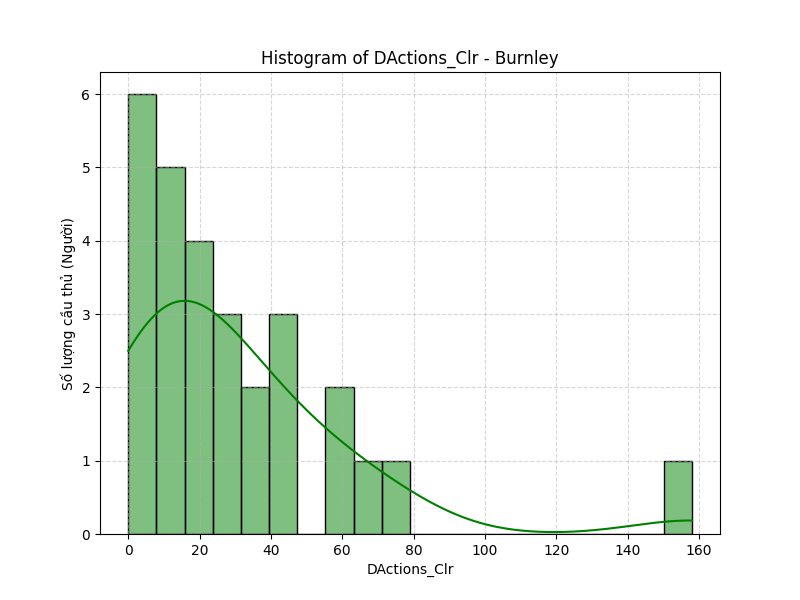 Histogram of DActions_Clr - Burnley
Số lượng cầu thủ (Người)
6
5
4
3
2
1
0
0 20 40 60 80 100 120 140 160
DActions_Clr